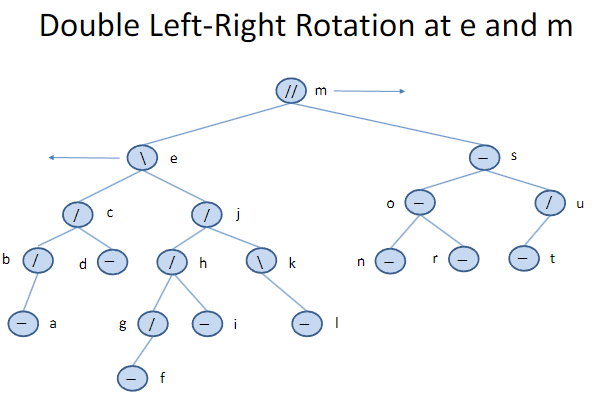 Double Left-Right Rotation at e and m
// m
\ e
– s
/ c
/ j
o –
/ u
b /
d –
/ h
\ k
n –
r –
– t
– a
g /
– i
– l
– f